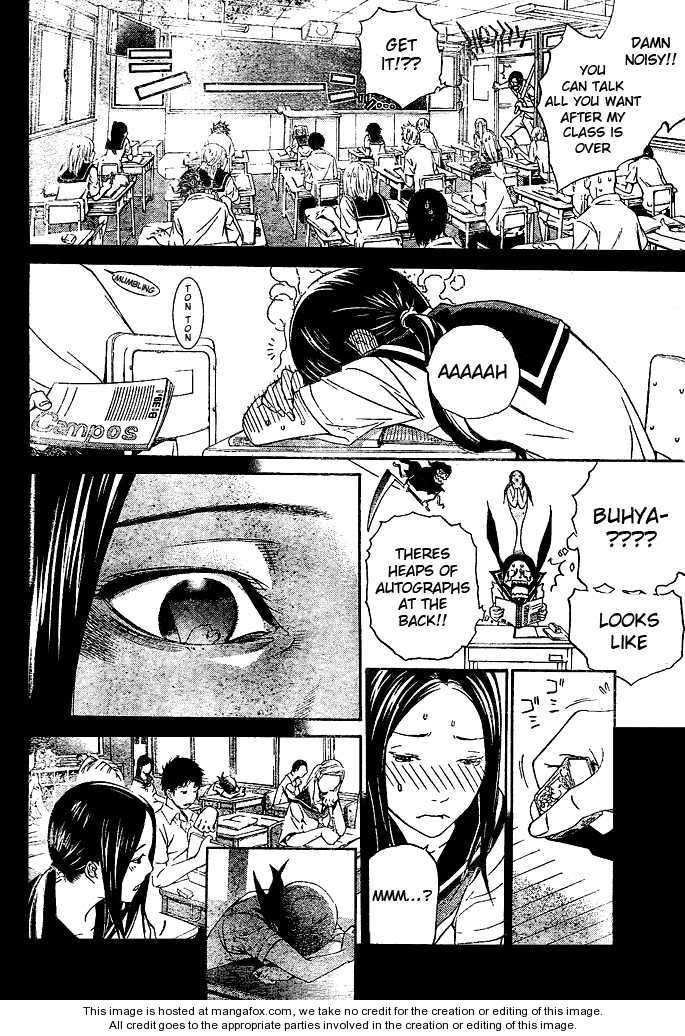 GET
IT!??
DAMN
NOISY!!
YOU
CAN TALK
ALL YOU WANT
AFTER MY
CLASS IS
OVER
MUMBLING
TON TON
Campos
AAAAAH
BUHYA-
????
LOOKS
LIKE
THERES
HEAPS OF
AUTOGRAPHS
AT THE
BACK!!
ゴ
ゴ
MMM...?
This image is hosted at mangafox.com, we take no credit for the creation or editing of this image.
All credit goes to the appropriate parties involved in the creation or editing of this image.